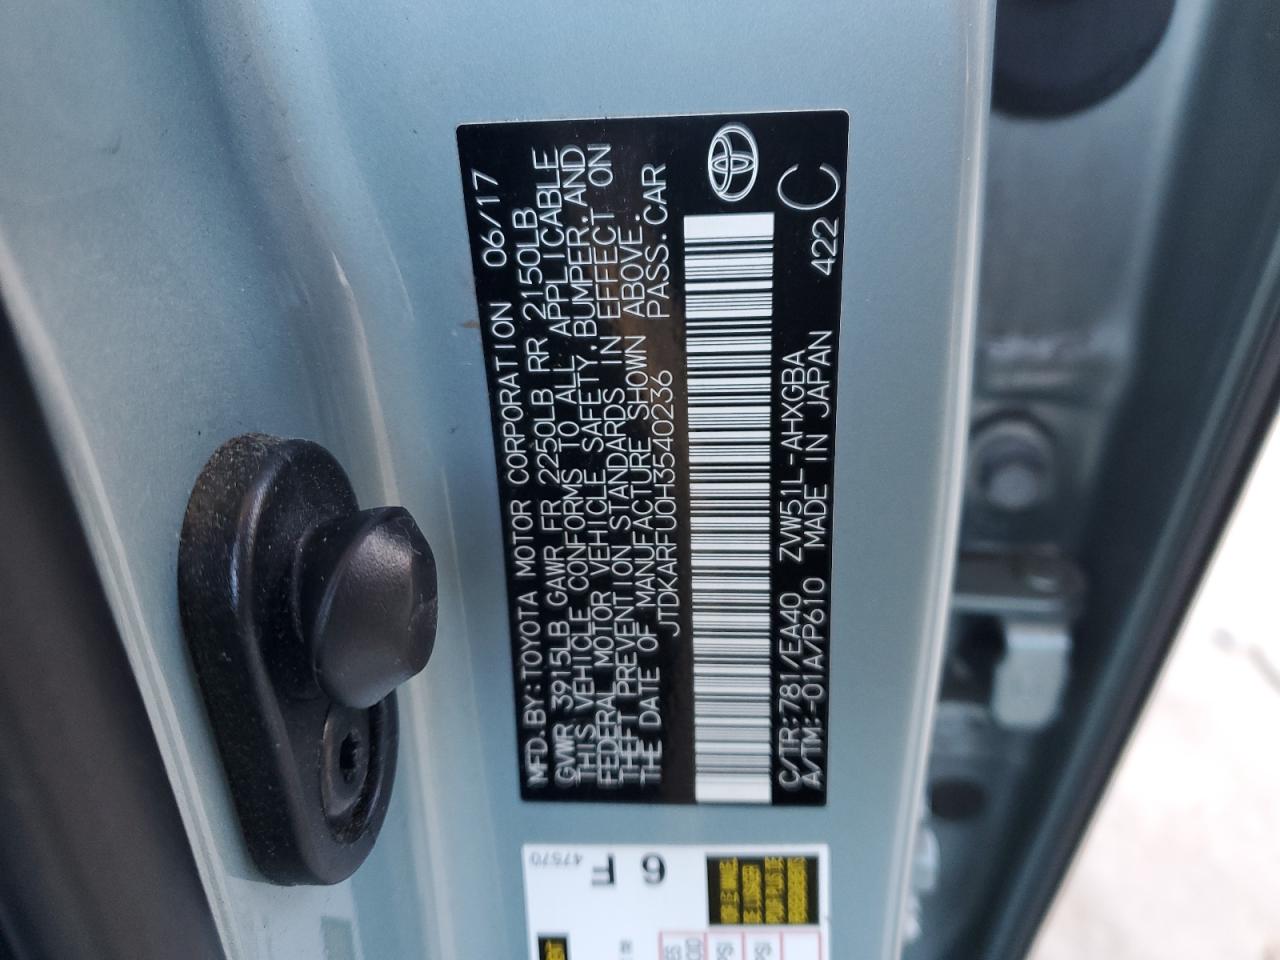 MFD.BY:TOYOTA MOTOR CORPORATION 06/17
GVWR 3915LB GAWR FR 2250LB RR 2150LB
THIS VEHICLE CONFORMS TO ALL APPLICABLE
FEDERAL MOTOR VEHICLE SAFETY,BUMPER,AND
THEFT PREVENTION STANDARDS IN EFFECT ON
THE DATE OF MANUFACTURE SHOWN ABOVE.
JTDKARFU0H3540236 PASS.CAR
C/TR:781/EA40 ZVW51L-AHXGBA 422
A/TM:-01A/P610 MADE IN JAPAN
C
47570
F
6